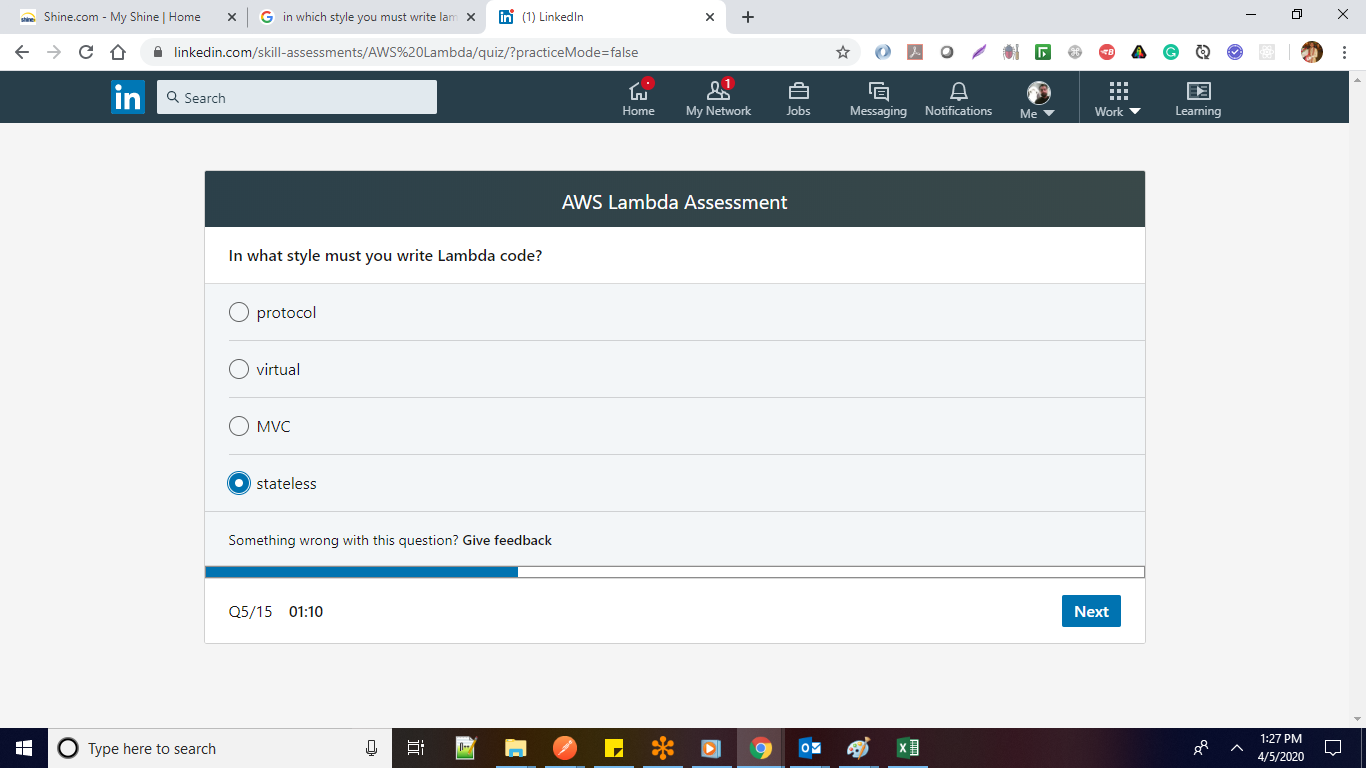 Shine.com - My Shine | Home
in which style you must write lam
(1) LinkedIn
linkedin.com/skill-assessments/AWS%20Lambda/quiz/?practiceMode=false
in
Search
Home
1
My Network
Jobs
Messaging
Notifications
Me
Work
Learning
AWS Lambda Assessment
In what style must you write Lambda code?
protocol
virtual
MVC
stateless
Something wrong with this question? Give feedback
Q5/15 01:10
Next
Type here to search
1:27 PM
4/5/2020